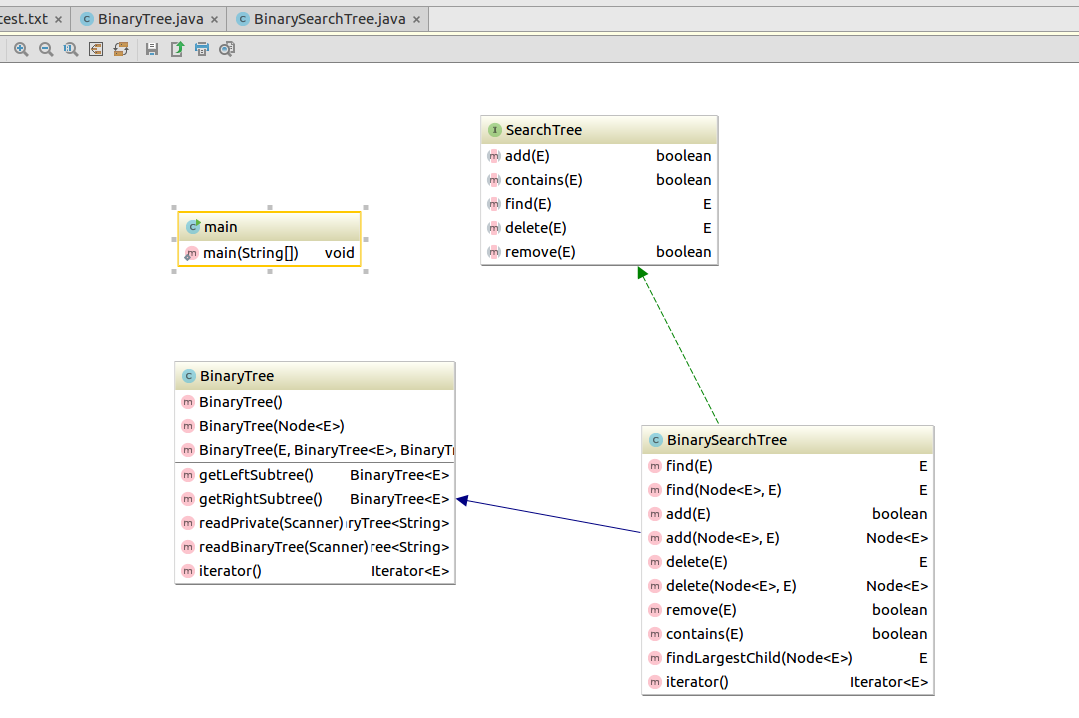 test.txt × BinaryTree.java × BinarySearchTree.java ×
SearchTree
add(E) boolean
contains(E) boolean
find(E) E
delete(E) E
remove(E) boolean
main
main(String[]) void
BinaryTree
BinaryTree()
BinaryTree(Node<E>)
BinaryTree(E, BinaryTree<E>, BinaryTr
getLeftSubtree() BinaryTree<E>
getRightSubtree() BinaryTree<E>
readPrivate(Scanner) ryTree<String>
readBinaryTree(Scanner) ree<String>
iterator() Iterator<E>
BinarySearchTree
find(E) E
find(Node<E>, E) E
add(E) boolean
add(Node<E>, E) Node<E>
delete(E) E
delete(Node<E>, E) Node<E>
remove(E) boolean
contains(E) boolean
findLargestChild(Node<E>) E
iterator() Iterator<E>